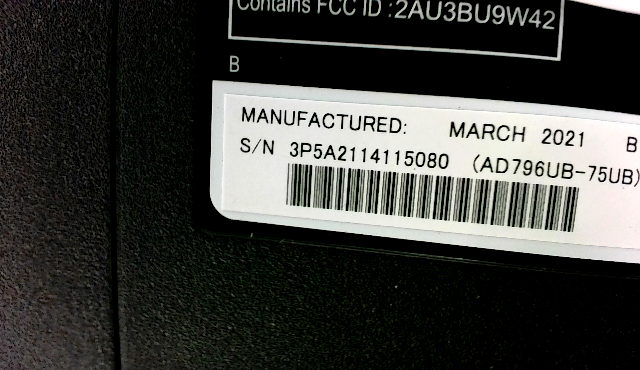 Contains FCC ID :2AU3BU9W42
B
MANUFACTURED: MARCH 2021 B
S/N 3P5A2114115080 (AD796UB-75UB)